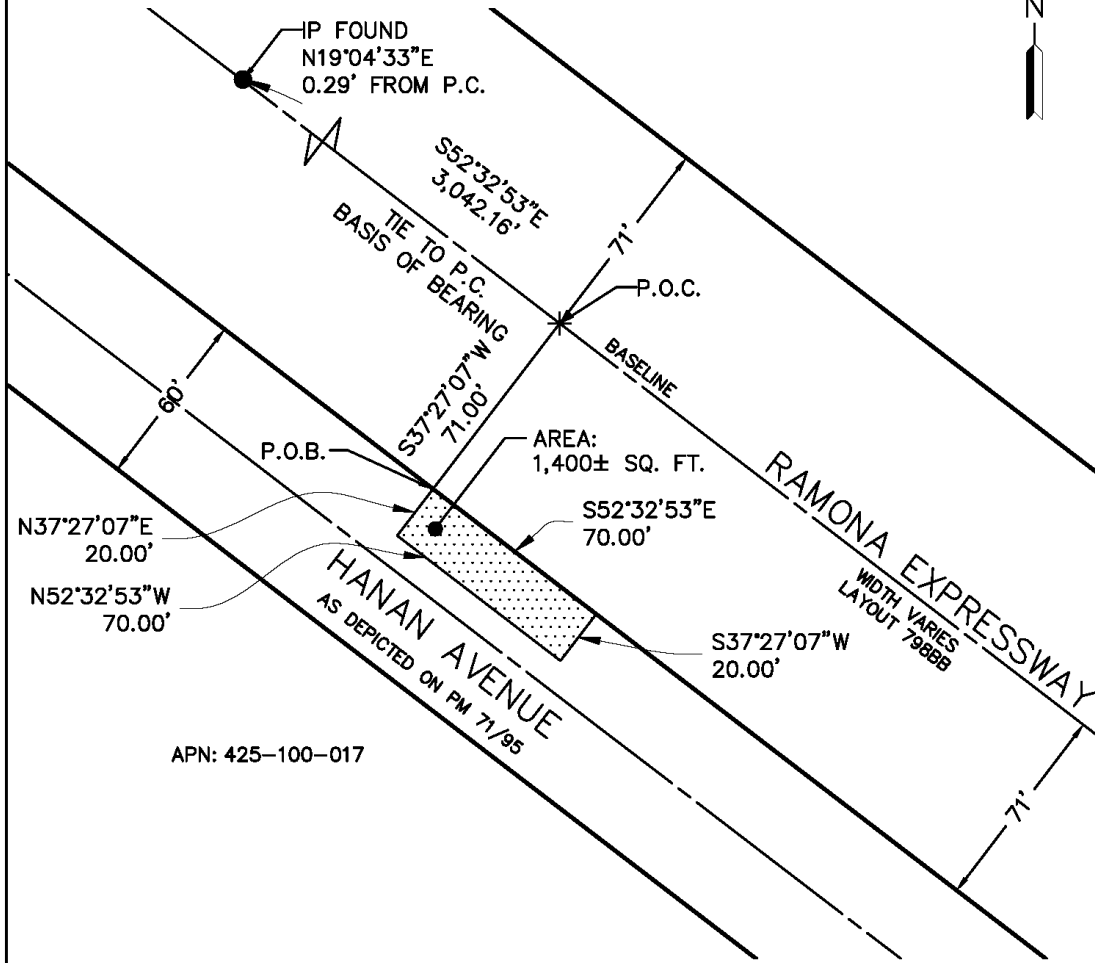 N
IP FOUND
N19°04'33"E
0.29' FROM P.C.
S52°32'53"E
3,042.16'
TIE TO P.C.
BASIS OF BEARING
71'
P.O.C.
BASELINE
S37°27'07"W
71.00'
60'
P.O.B.
AREA:
1,400± SQ. FT.
S52°32'53"E
70.00'
N37°27'07"E
20.00'
N52°32'53"W
70.00'
RAMONA EXPRESSWAY
WIDTH VARIES
LAYOUT 798BB
HANAN AVENUE
AS DEPICTED ON PM 71/95
S37°27'07"W
20.00'
APN: 425-100-017
71'